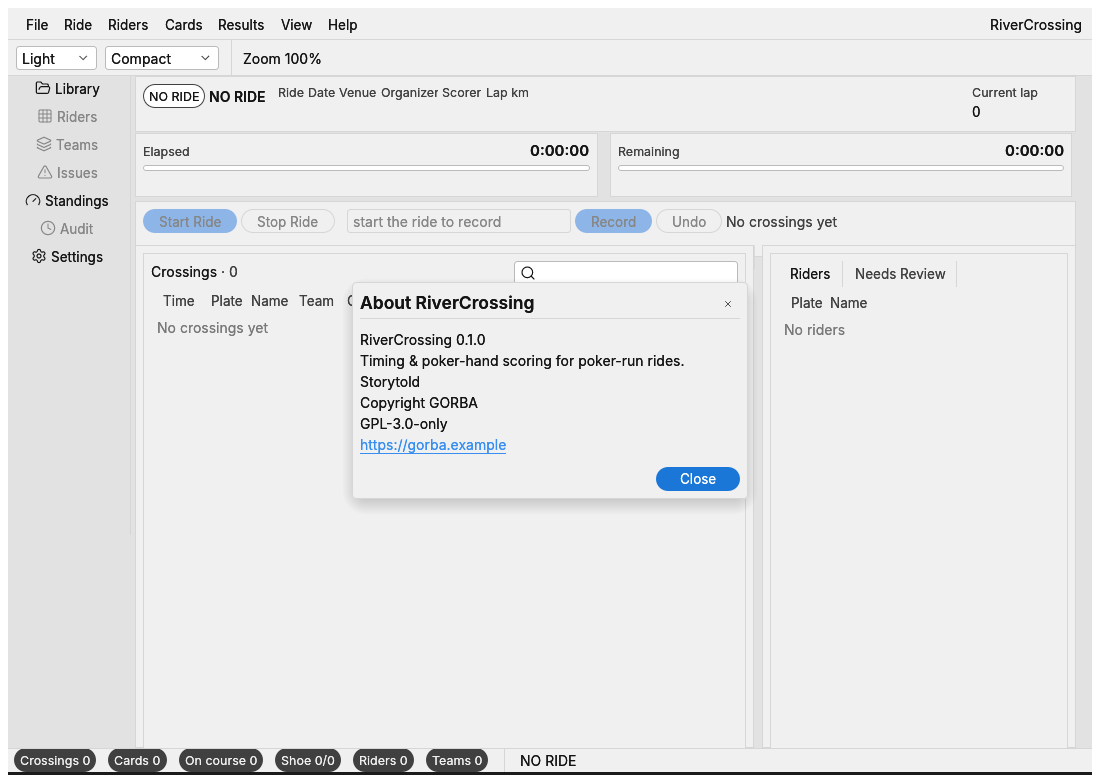 File Ride Riders Cards Results View Help RiverCrossing
Light Compact Zoom 100%
Library
Riders
Teams
Issues
Standings
Audit
Settings
NO RIDE NO RIDE Ride Date Venue Organizer Scorer Lap km
Current lap
0
Elapsed 0:00:00
Remaining 0:00:00
Start Ride Stop Ride start the ride to record Record Undo No crossings yet
Crossings · 0
Time Plate Name Team
No crossings yet
Riders Needs Review
Plate Name
No riders
About RiverCrossing
RiverCrossing 0.1.0
Timing & poker-hand scoring for poker-run rides.
Storytold
Copyright GORBA
GPL-3.0-only
https://gorba.example
Close
Crossings 0 Cards 0 On course 0 Shoe 0/0 Riders 0 Teams 0 NO RIDE